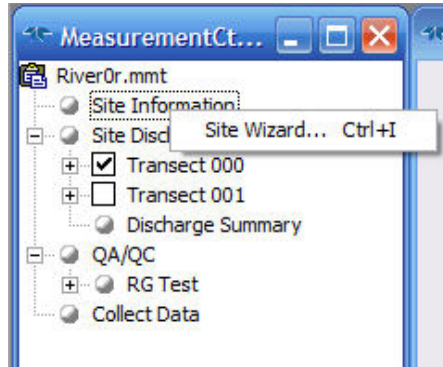 MeasurementCt...
River0r.mmt
Site Information
Site Disc
Site Wizard... Ctrl+I
Transect 000
Transect 001
Discharge Summary
QA/QC
RG Test
Collect Data